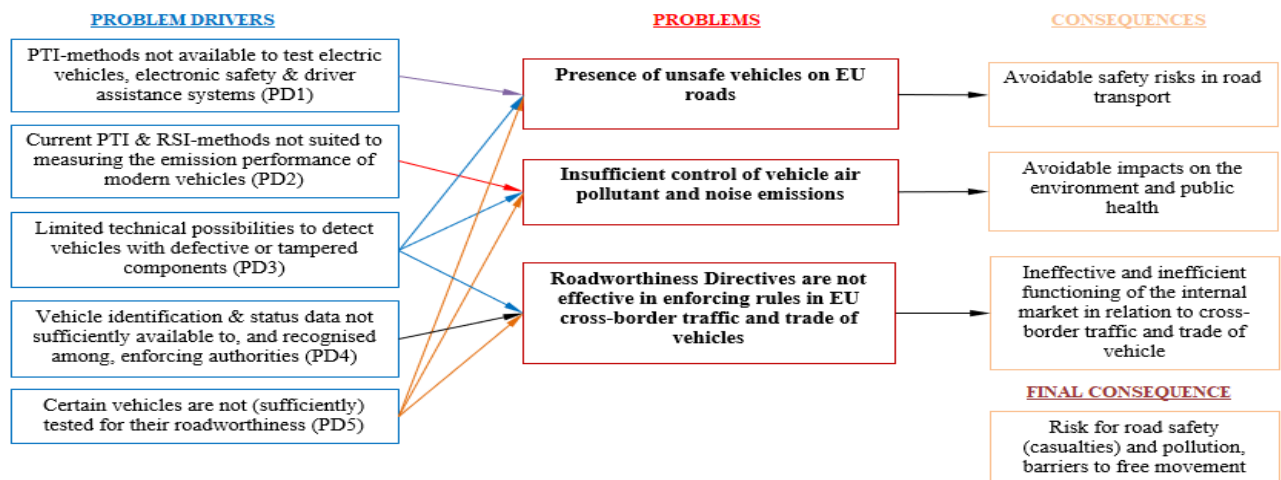 PROBLEM DRIVERS
PTI-methods not available to test electric
vehicles, electronic safety & driver
assistance systems (PD1)
Current PTI & RSI-methods not suited to
measuring the emission performance of
modern vehicles (PD2)
Limited technical possibilities to detect
vehicles with defective or tampered
components (PD3)
Vehicle identification & status data not
sufficiently available to, and recognised
among, enforcing authorities (PD4)
Certain vehicles are not (sufficiently)
tested for their roadworthiness (PD5)
PROBLEMS
Presence of unsafe vehicles on EU
roads
Insufficient control of vehicle air
pollutant and noise emissions
Roadworthiness Directives are not
effective in enforcing rules in EU
cross-border traffic and trade of
vehicles
CONSEQUENCES
Avoidable safety risks in road
transport
Avoidable impacts on the
environment and public
health
Ineffective and inefficient
functioning of the internal
market in relation to cross-
border traffic and trade of
vehicle
FINAL CONSEQUENCE
Risk for road safety
(casualties) and pollution,
barriers to free movement